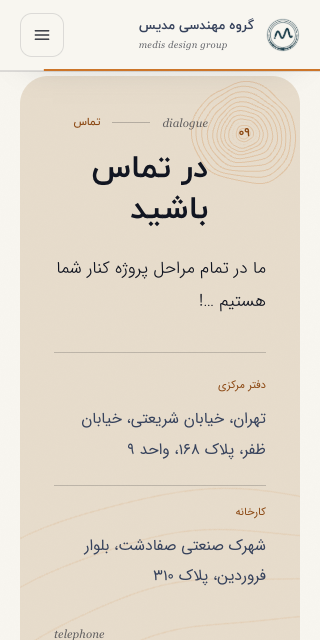 گروه مهندسی مدیس
medis design group
۰۹
dialogue
تماس
در تماس
باشید
ما در تمام مراحل پروژه کنار شما
هستیم ...!
دفتر مرکزی
تهران، خیابان شریعتی، خیابان
ظفر، پلاک ۱۶۸، واحد ۹
کارخانه
شهرک صنعتی صفادشت، بلوار
فروردین، پلاک ۳۱۰
telephone